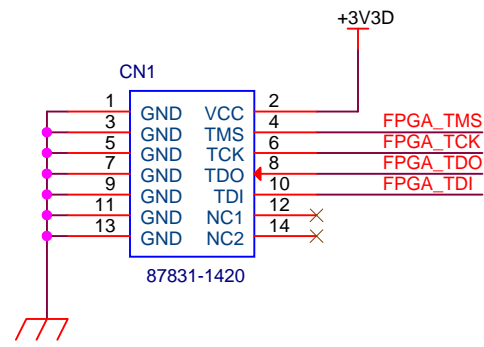 +3V3D
CN1
1 GND VCC 2
3 GND TMS 4 FPGA_TMS
5 GND TCK 6 FPGA_TCK
7 GND TDO 8 FPGA_TDO
9 GND TDI 10 FPGA_TDI
11 GND NC1 12
13 GND NC2 14
87831-1420